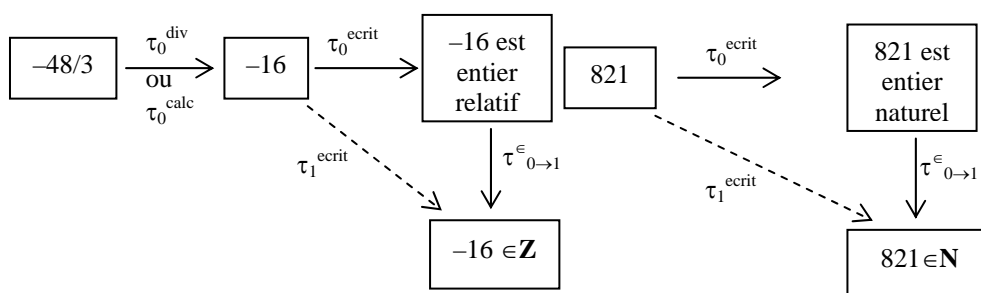 –48/3
τ₀ᵈⁱᵛ
ou
τ₀ᶜᵃˡᶜ
–16
τ₀ᵉᶜʳⁱᵗ
–16 est
entier
relatif
τ₁ᵉᶜʳⁱᵗ
τ^∈₀→₁
–16 ∈Z
821
τ₀ᵉᶜʳⁱᵗ
821 est
entier
naturel
τ₁ᵉᶜʳⁱᵗ
τ^∈₀→₁
821∈N